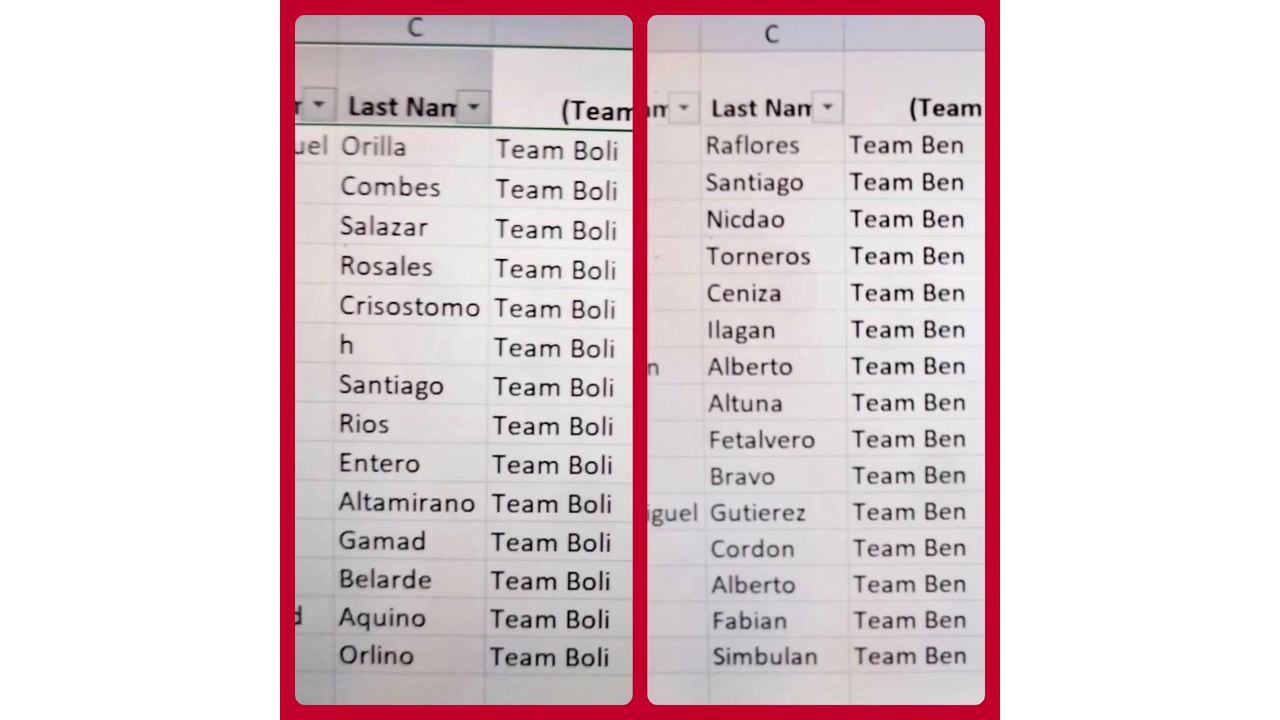 C
Last Nam (Team
uel Orilla Team Boli
Combes Team Boli
Salazar Team Boli
Rosales Team Boli
Crisostomo Team Boli
h Team Boli
Santiago Team Boli
Rios Team Boli
Entero Team Boli
Altamirano Team Boli
Gamad Team Boli
Belarde Team Boli
d Aquino Team Boli
Orlino Team Boli
C
am Last Nam (Team
Raflores Team Ben
Santiago Team Ben
Nicdao Team Ben
Torneros Team Ben
Ceniza Team Ben
Ilagan Team Ben
n Alberto Team Ben
Altuna Team Ben
Fetalvero Team Ben
Bravo Team Ben
iguel Gutierez Team Ben
Cordon Team Ben
Alberto Team Ben
Fabian Team Ben
Simbulan Team Ben